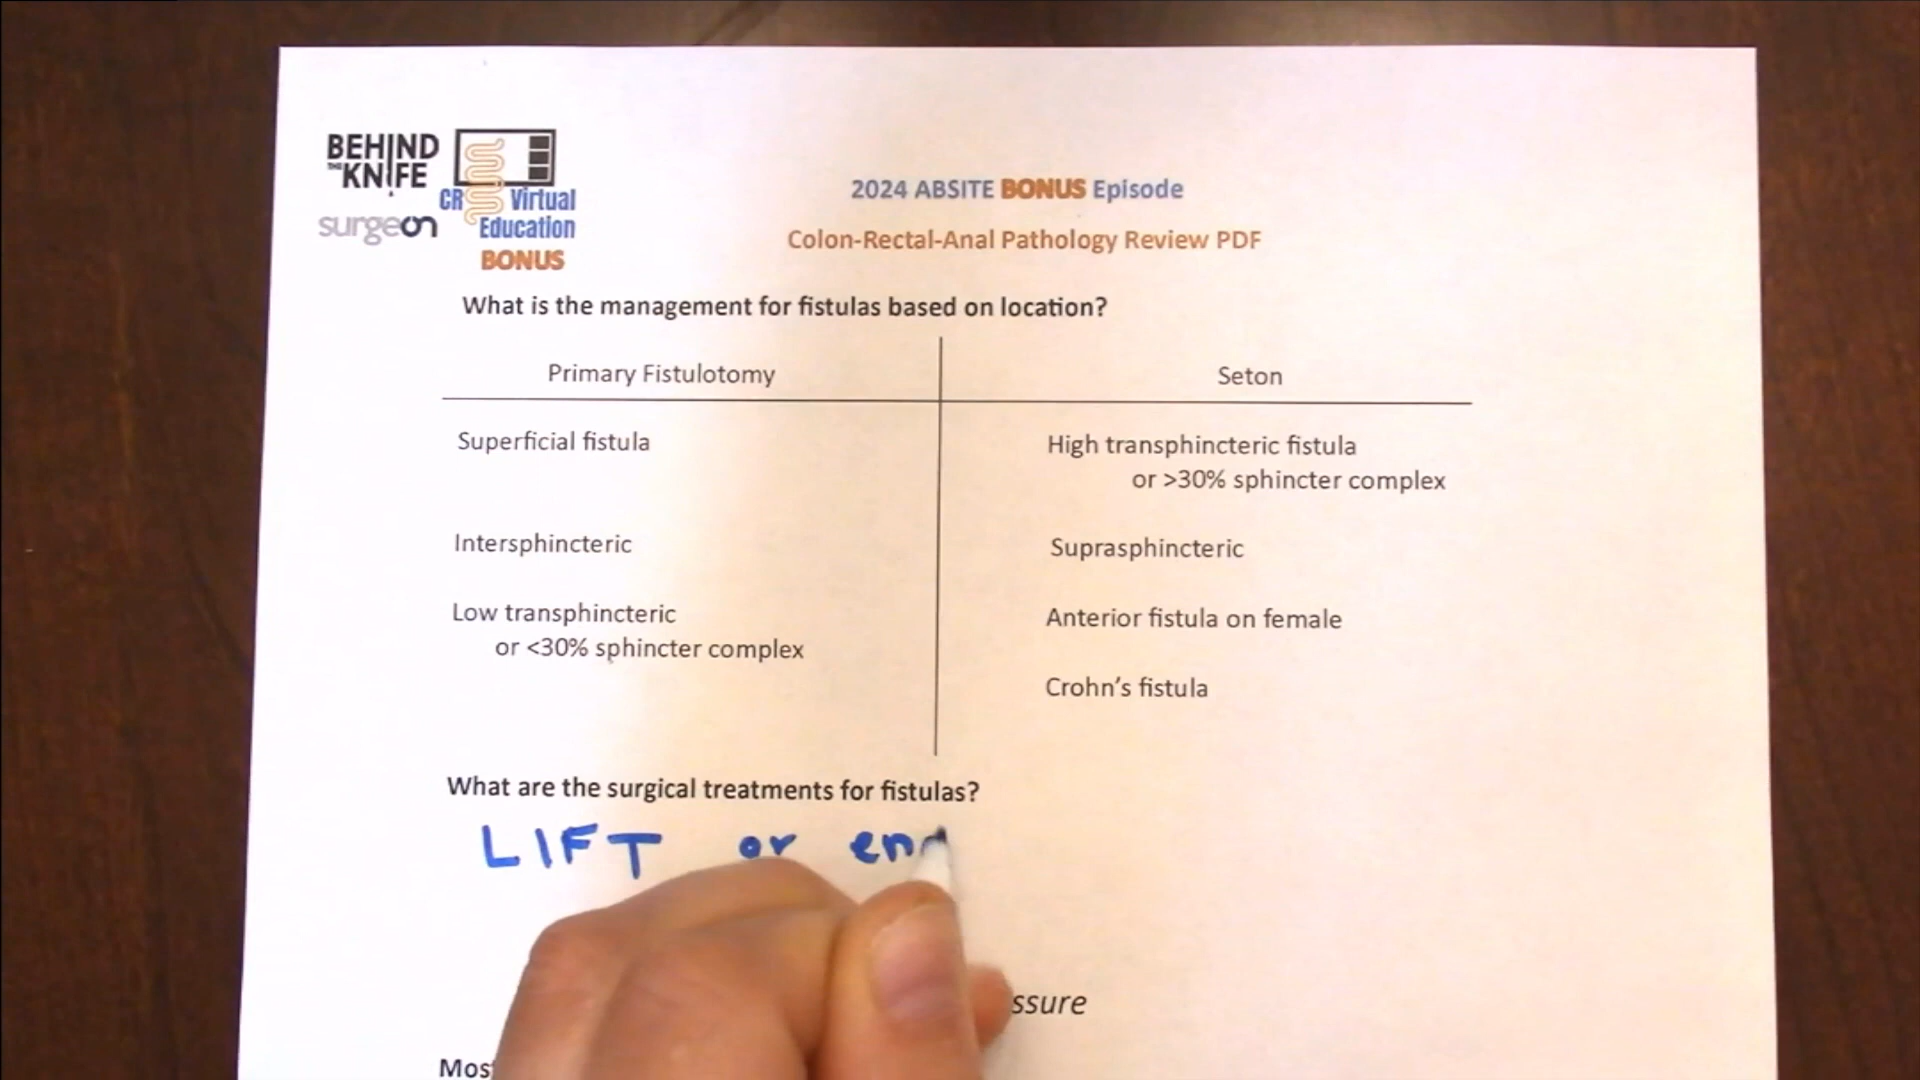 BEHIND
THE KNIFE
surgeon
CR Virtual
Education
BONUS
2024 ABSITE BONUS Episode
Colon-Rectal-Anal Pathology Review PDF
What is the management for fistulas based on location?
Primary Fistulotomy
Seton
Superficial fistula
High transphincteric fistula
or >30% sphincter complex
Intersphincteric
Suprasphincteric
Low transphincteric
or <30% sphincter complex
Anterior fistula on female
Crohn's fistula
What are the surgical treatments for fistulas?
LIFT or en
ssure
Mos